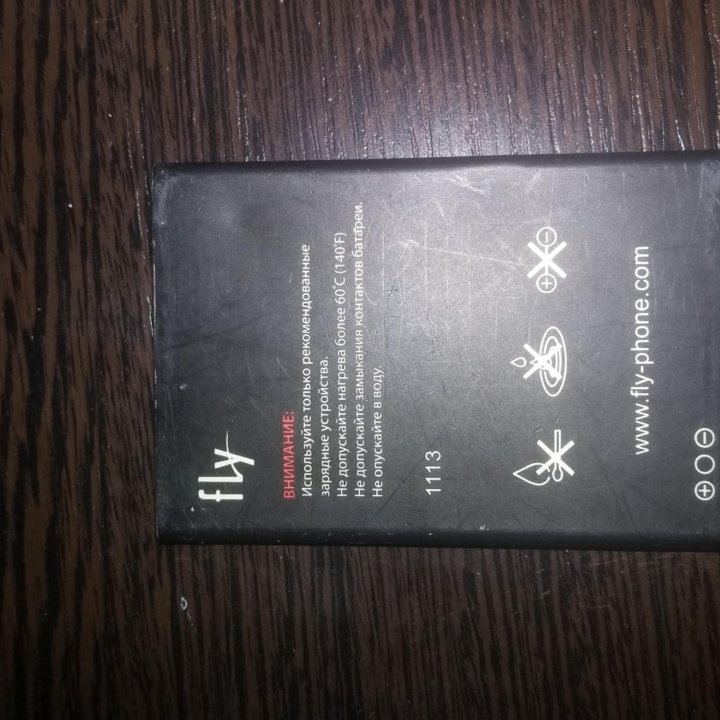 fly
ВНИМАНИЕ:
Используйте только рекомендованные
зарядные устройства.
Не допускайте нагрева более 60°C (140°F)
Не допускайте замыкания контактов батареи.
Не опускайте в воду.
1113
www.fly-phone.com